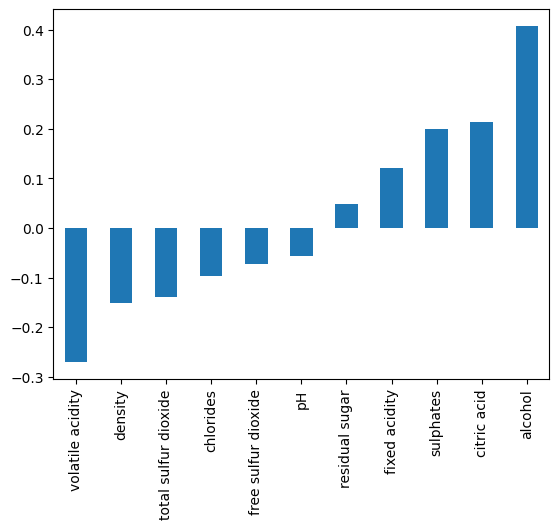 0.4
0.3
0.2
0.1
0.0
−0.1
−0.2
−0.3
volatile acidity
density
total sulfur dioxide
chlorides
free sulfur dioxide
pH
residual sugar
fixed acidity
sulphates
citric acid
alcohol